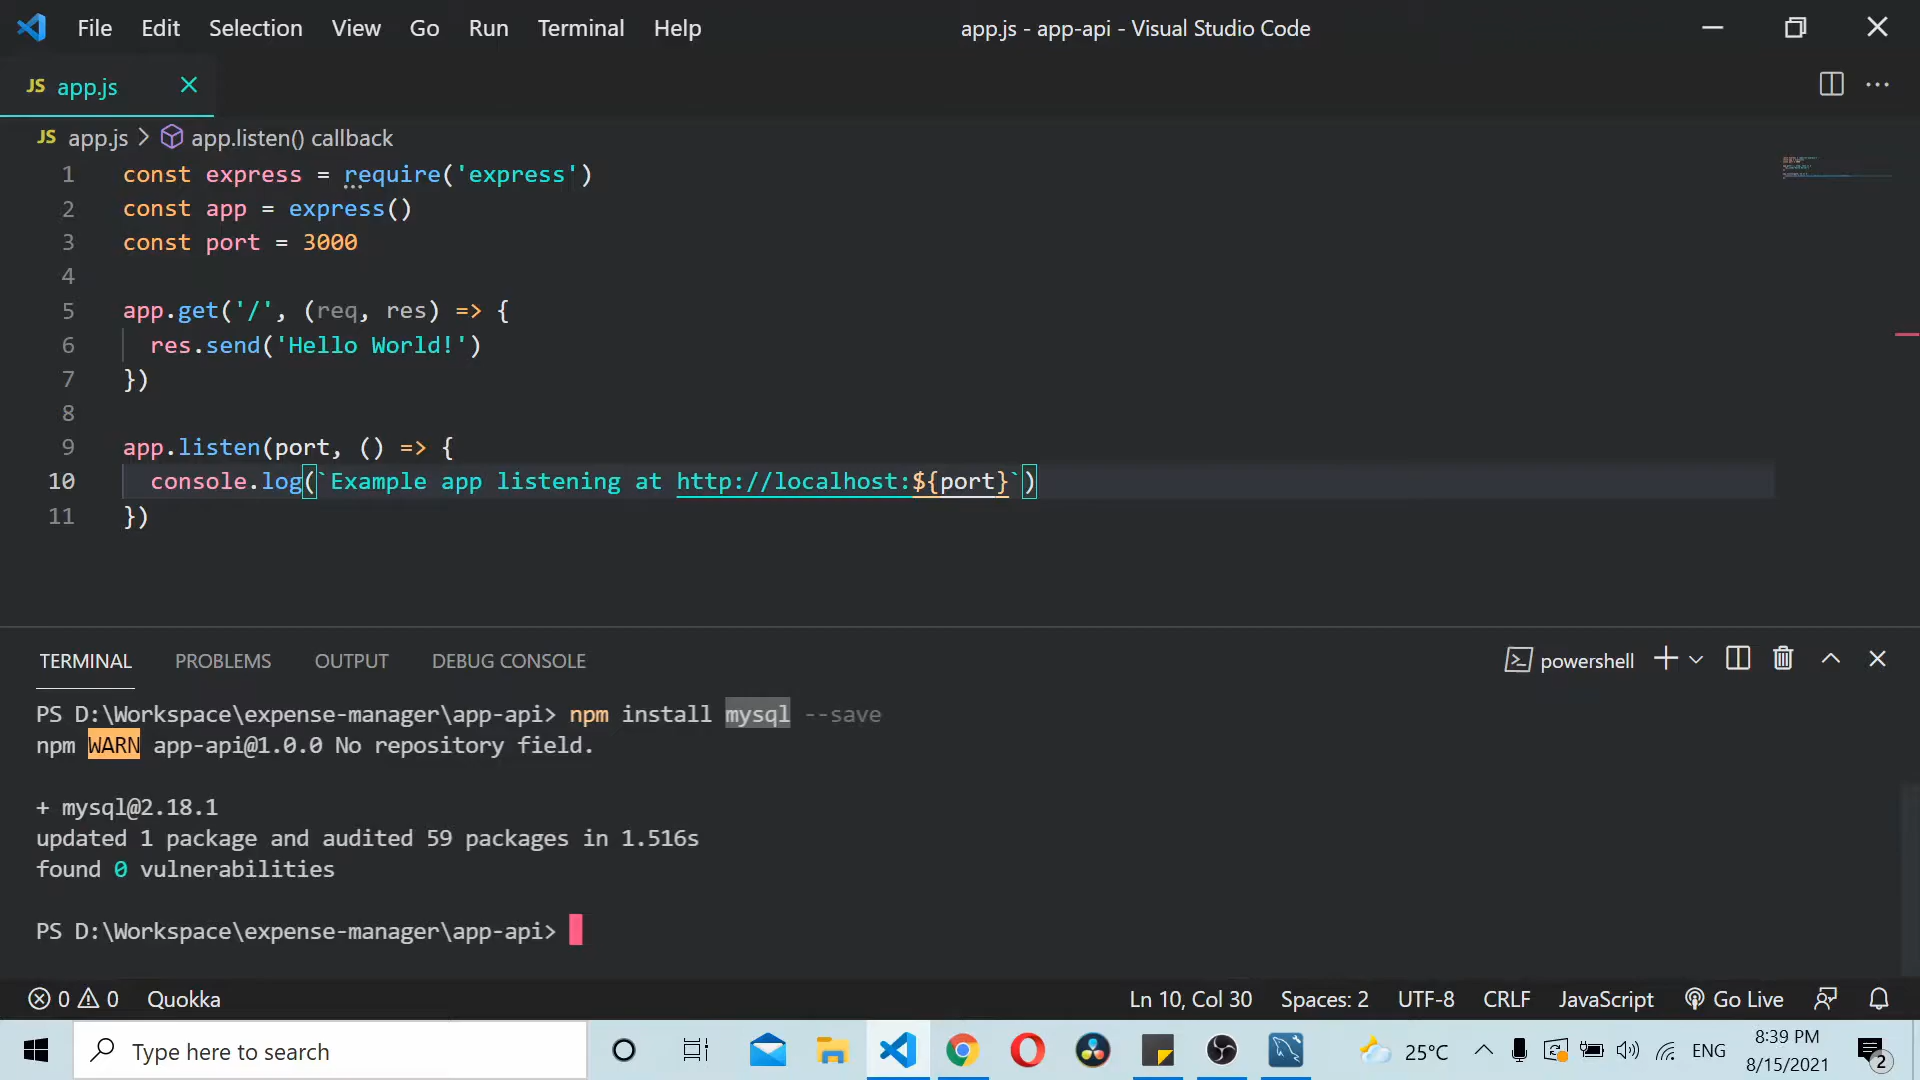 File Edit Selection View Go Run Terminal Help
app.js - app-api - Visual Studio Code
JS app.js
JS app.js > app.listen() callback
1 const express = require('express')
2 const app = express()
3 const port = 3000
4
5 app.get('/', (req, res) => {
6   res.send('Hello World!')
7 })
8
9 app.listen(port, () => {
10   console.log(`Example app listening at http://localhost:${port}`)
11 })
TERMINAL PROBLEMS OUTPUT DEBUG CONSOLE
powershell
PS D:\Workspace\expense-manager\app-api> npm install mysql --save
npm WARN app-api@1.0.0 No repository field.
+ mysql@2.18.1
updated 1 package and audited 59 packages in 1.516s
found 0 vulnerabilities
PS D:\Workspace\expense-manager\app-api>
0 0 Quokka
Ln 10, Col 30 Spaces: 2 UTF-8 CRLF JavaScript Go Live
Type here to search
25°C
ENG
8:39 PM
8/15/2021
2